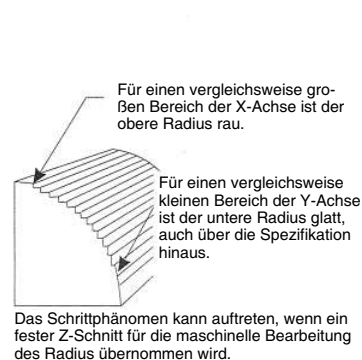 Für einen vergleichsweise gro-
ßen Bereich der X-Achse ist der
obere Radius rau.
Für einen vergleichsweise
kleinen Bereich der Y-Achse
ist der untere Radius glatt,
auch über die Spezifikation
hinaus.
Das Schrittphänomen kann auftreten, wenn ein
fester Z-Schnitt für die maschinelle Bearbeitung
des Radius übernommen wird.